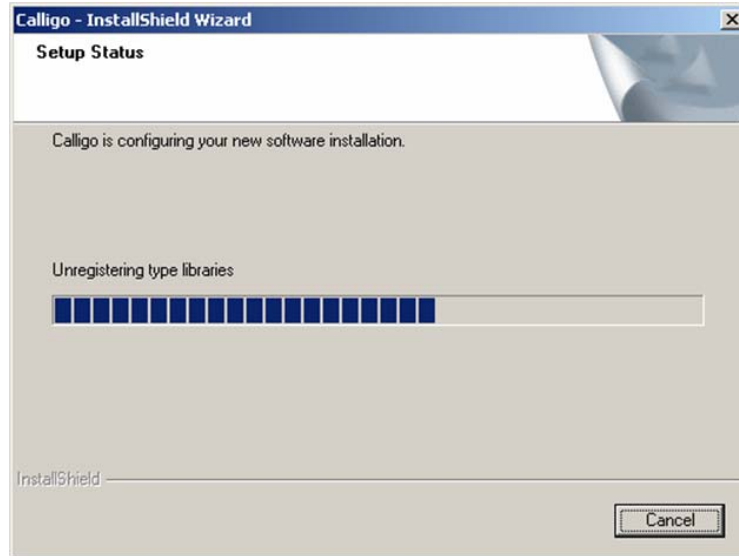 Calligo - InstallShield Wizard
Setup Status
Calligo is configuring your new software installation.
Unregistering type libraries
InstallShield
Cancel